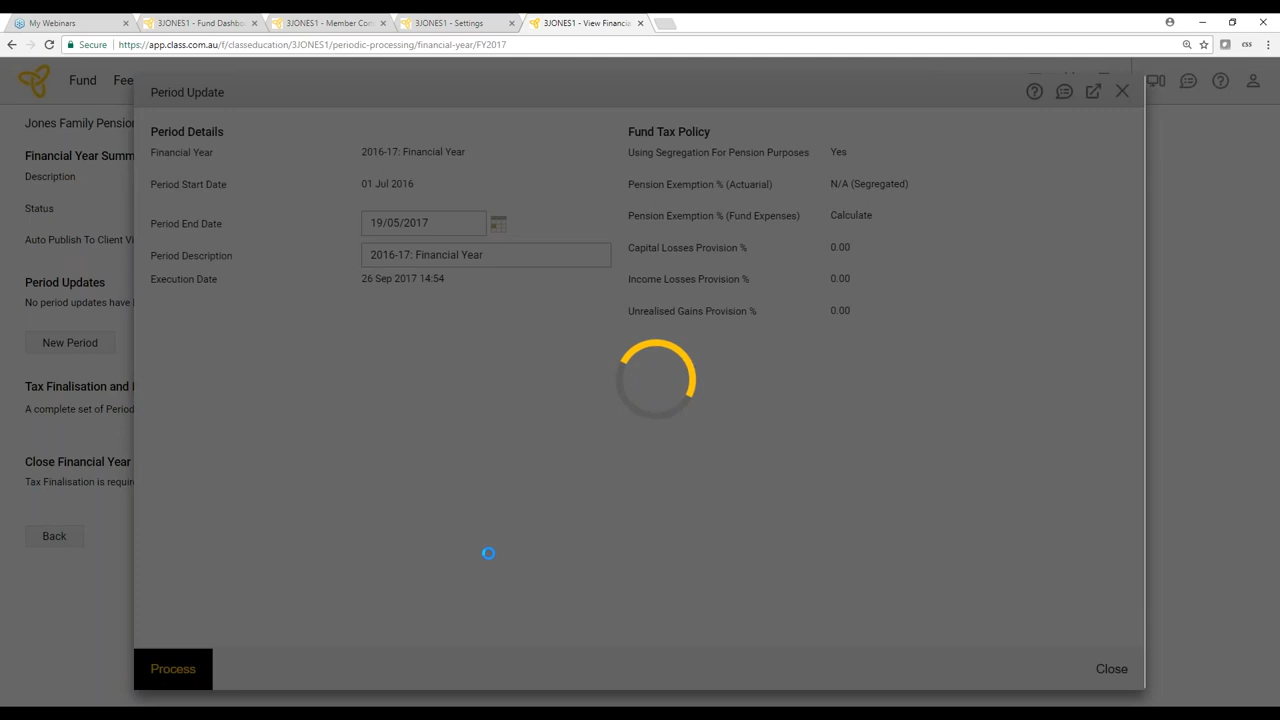 My Webinars
3JONES1 - Fund Dashbo
3JONES1 - Member Con
3JONES1 - Settings
3JONES1 - View Financia
Secure
https://app.class.com.au/f/classeducation/3JONES1/periodic-processing/financial-year/FY2017
css
Fund
Fee
Jones Family Pension
Financial Year Summ
Description
Status
Auto Publish To Client Vi
Period Updates
No period updates have
New Period
Tax Finalisation and
A complete set of Period
Close Financial Year
Tax Finalisation is requir
Back
Period Update
Period Details
Financial Year 2016-17: Financial Year
Period Start Date 01 Jul 2016
Period End Date 19/05/2017
Period Description 2016-17: Financial Year
Execution Date 26 Sep 2017 14:54
Fund Tax Policy
Using Segregation For Pension Purposes Yes
Pension Exemption % (Actuarial) N/A (Segregated)
Pension Exemption % (Fund Expenses) Calculate
Capital Losses Provision % 0.00
Income Losses Provision % 0.00
Unrealised Gains Provision % 0.00
Process
Close